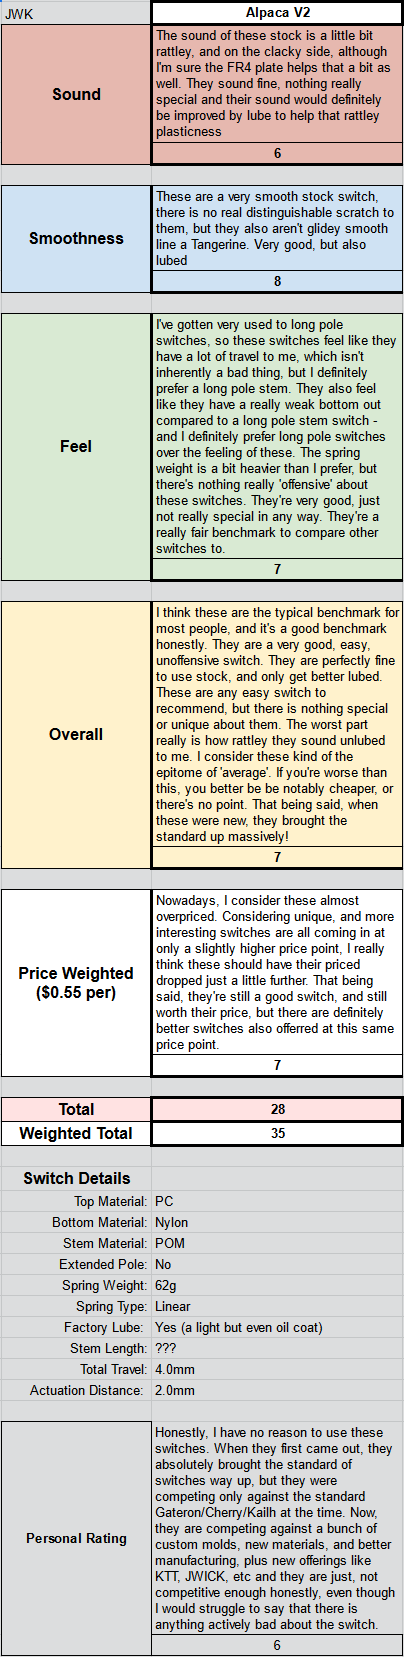 JWK
Alpaca V2
Sound
The sound of these stock is a little bit
rattley, and on the clacky side, although
I'm sure the FR4 plate helps that a bit as
well. They sound fine, nothing really
special and their sound would definitely
be improved by lube to help that rattley
plasticness
6
Smoothness
These are a very smooth stock switch,
there is no real distinguishable scratch to
them, but they also aren't glidey smooth
line a Tangerine. Very good, but also
lubed
8
Feel
I've gotten very used to long pole
switches, so these switches feel like they
have a lot of travel to me, which isn't
inherently a bad thing, but I definitely
prefer a long pole stem. They also feel
like they have a really weak bottom out
compared to a long pole stem switch -
and I definitely prefer long pole switches
over the feeling of these. The spring
weight is a bit heavier than I prefer, but
there's nothing really 'offensive' about
these switches. They're very good, just
not really special in any way. They're a
really fair benchmark to compare other
switches to.
7
Overall
I think these are the typical benchmark for
most people, and it's a good benchmark
honestly. They are a very good, easy,
unoffensive switch. They are perfectly fine
to use stock, and only get better lubed.
These are any easy switch to
recommend, but there is nothing special
or unique about them. The worst part
really is how rattley they sound unlubed
to me. I consider these kind of the
epitome of 'average'. If you're worse than
this, you better be be notably cheaper, or
there's no point. That being said, when
these were new, they brought the
standard up massively!
7
Price Weighted
($0.55 per)
Nowadays, I consider these almost
overpriced. Considering unique, and more
interesting switches are all coming in at
only a slightly higher price point, I really
think these should have their priced
dropped just a little further. That being
said, they're still a good switch, and still
worth their price, but there are definitely
better switches also offerred at this same
price point.
7
Total 28
Weighted Total 35
Switch Details
Top Material: PC
Bottom Material: Nylon
Stem Material: POM
Extended Pole: No
Spring Weight: 62g
Spring Type: Linear
Factory Lube: Yes (a light but even oil coat)
Stem Length: ???
Total Travel: 4.0mm
Actuation Distance: 2.0mm
Personal Rating
Honestly, I have no reason to use these
switches. When they first came out, they
absolutely brought the standard of
switches way up, but they were
competing only against the standard
Gateron/Cherry/Kailh at the time. Now,
they are competing against a bunch of
custom molds, new materials, and better
manufacturing, plus new offerings like
KTT, JWICK, etc and they are just, not
competitive enough honestly, even though
I would struggle to say that there is
anything actively bad about the switch.
6